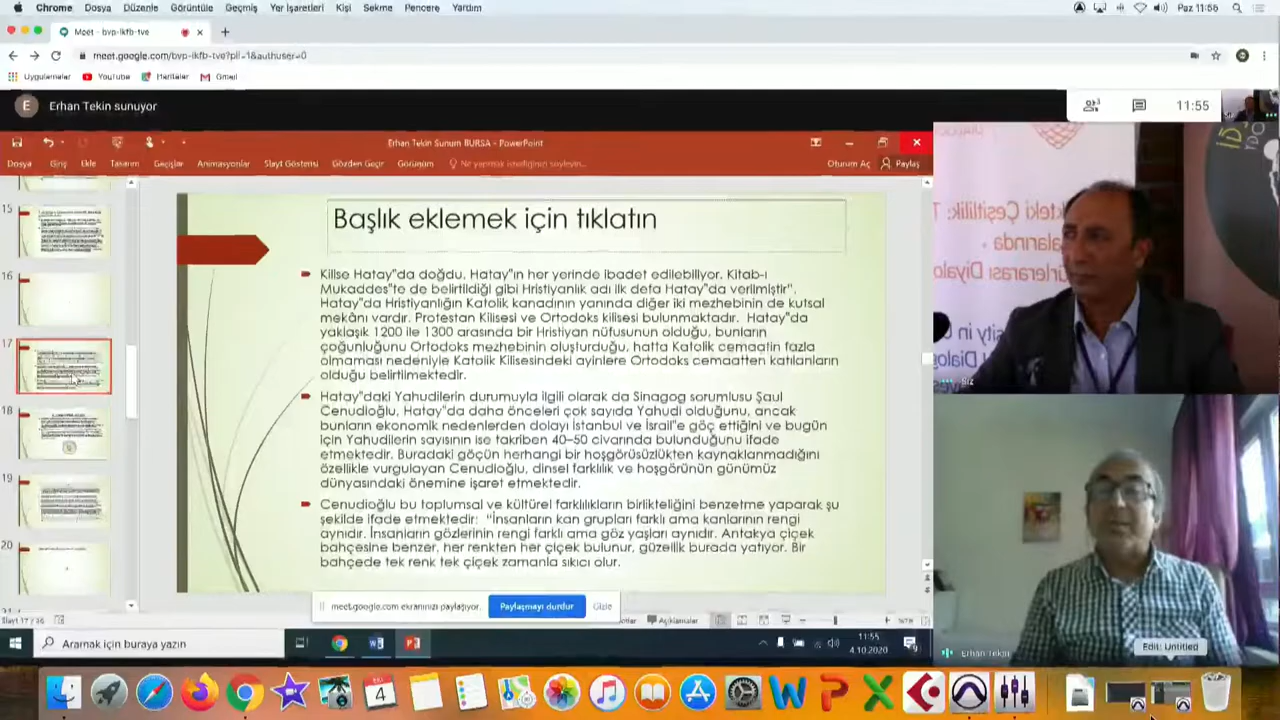 Chrome Dosya Düzenle Görüntüle Geçmiş Yer İşaretleri Kişi Sekme Pencere Yardım
Paz 11:56
Meet - bvp-ikfb-tve
meet.google.com/bvp-ikfb-tve?pli=1&authuser=0
Uygulamalar YouTube Haritalar Gmail
E Erhan Tekin sunuyor
11:55
Erhan Tekin Sunum BURSA - PowerPoint
Dosya Giriş Ekle Tasarım Geçişler Animasyonlar Slayt Gösterisi Gözden Geçir Görünüm Ne yapmak istediğinizi söyleyin...
Oturum Aç Paylaş
15
16
17
18
19
20
Başlık eklemek için tıklatın
Kilise Hatay"da doğdu, Hatay"ın her yerinde ibadet edilebiliyor. Kitab-ı
Mukaddes"te de belirtildiği gibi Hristiyanlık adı ilk defa Hatay"da verilmiştir".
Hatay"da Hristiyanlığın Katolik kanadının yanında diğer iki mezhebinin de kutsal
mekânı vardır. Protestan Kilisesi ve Ortodoks kilisesi bulunmaktadır. Hatay"da
yaklaşık 1200 ile 1300 arasında bir Hristiyan nüfusunun olduğu, bunların
çoğunluğunu Ortodoks mezhebinin oluşturduğu, hatta Katolik cemaatin fazla
olmaması nedeniyle Katolik Kilisesindeki ayinlere Ortodoks cemaatten katılanların
olduğu belirtilmektedir.
Hatay"daki Yahudilerin durumuyla ilgili olarak da Sinagog sorumlusu Şaul
Cenudioğlu, Hatay"da daha önceleri çok sayıda Yahudi olduğunu, ancak
bunların ekonomik nedenlerden dolayı İstanbul ve İsrail"e göç ettiğini ve bugün
için Yahudilerin sayısının ise takriben 40–50 civarında bulunduğunu ifade
etmektedir. Buradaki göçün herhangi bir hoşgörüsüzlükten kaynaklanmadığını
özellikle vurgulayan Cenudioğlu, dinsel farklılık ve hoşgörünün günümüz
dünyasındaki önemine işaret etmektedir.
Cenudioğlu bu toplumsal ve kültürel farklılıkların birlikteliğini benzetme yaparak şu
şekilde ifade etmektedir: "İnsanların kan grupları farklı ama kanlarının rengi
aynıdır. İnsanların gözlerinin rengi farklı ama göz yaşları aynıdır. Antakya çiçek
bahçesine benzer, her renkten her çiçek bulunur, güzellik burada yatıyor. Bir
bahçede tek renk tek çiçek zamanla sıkıcı olur.
meet.google.com ekranınızı paylaşıyor. Paylaşmayı durdur Gizle
Açıklamalar
Aramak için buraya yazın
11:55
4.10.2020
Siz
Erhan Tekin
Edit: Untitled
4